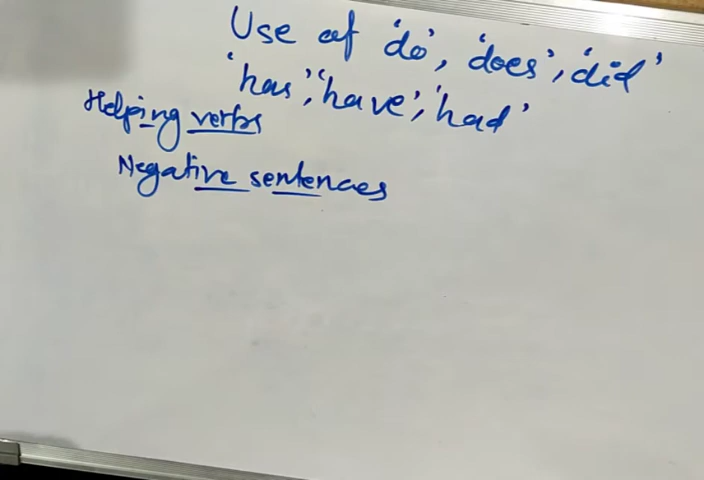 Use of 'do', 'does', 'did'
'has', 'have', 'had'
Helping verbs
Negative sentences